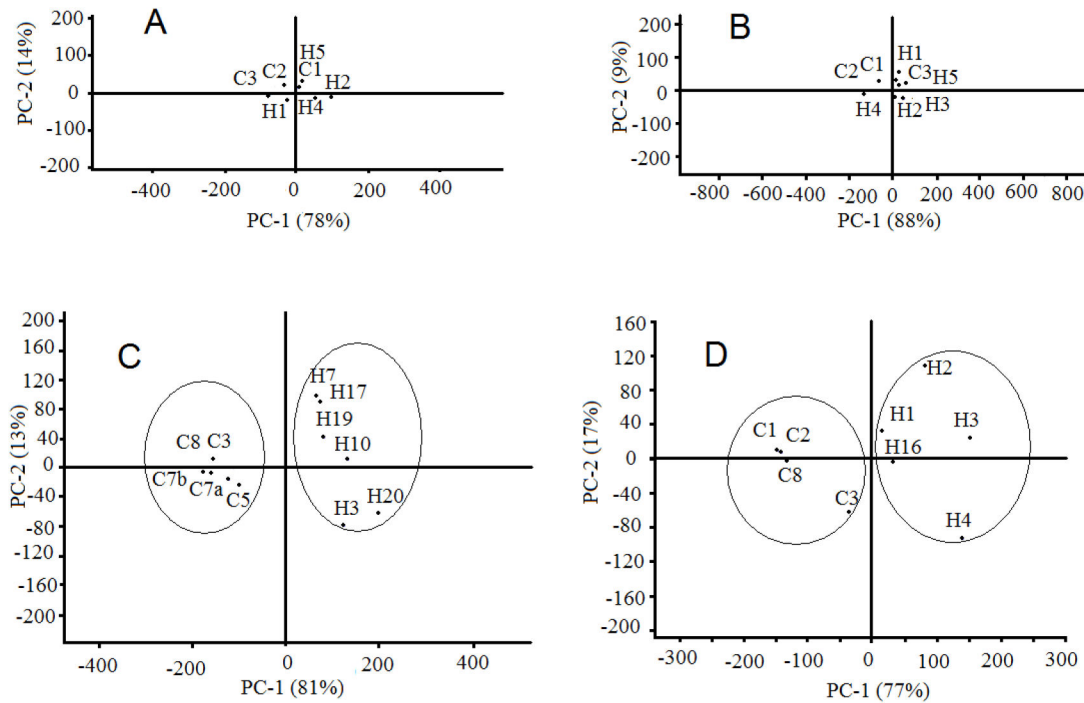 A
PC-2 (14%)
200
100
0
-100
-200
H5
C2 C1
C3 H2
H1 H4
-400 -200 0 200 400
PC-1 (78%)
B
PC-2 (9%)
200
100
0
-100
-200
H1
C2 C1 C3 H5
H4 H2 H3
-800 -600 -400 -200 0 200 400 600 800
PC-1 (88%)
C
PC-2 (13%)
200
160
120
80
40
0
-40
-80
-120
-160
-200
H7
H17
H19
C8 C3 H10
C7b C7a C5
H3 H20
-400 -200 0 200 400
PC-1 (81%)
D
PC-2 (17%)
160
120
80
40
0
-40
-80
-120
-160
-200
H2
H1 H3
C1 C2 H16
C8
C3
H4
-300 -200 -100 0 100 200 300
PC-1 (77%)